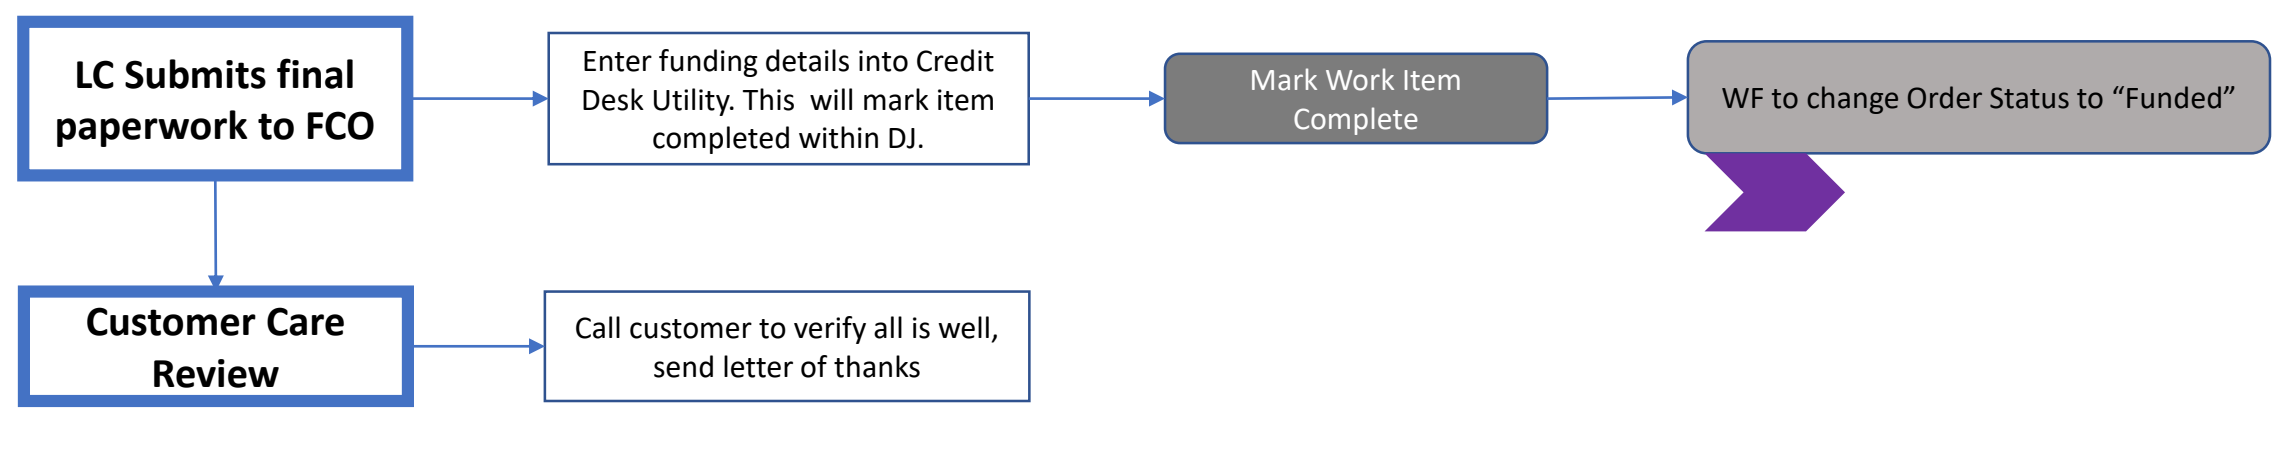 LC Submits final
paperwork to FCO
Enter funding details into Credit
Desk Utility. This  will mark item
completed within DJ.
Mark Work Item
Complete
WF to change Order Status to “Funded”
Customer Care
Review
Call customer to verify all is well,
send letter of thanks